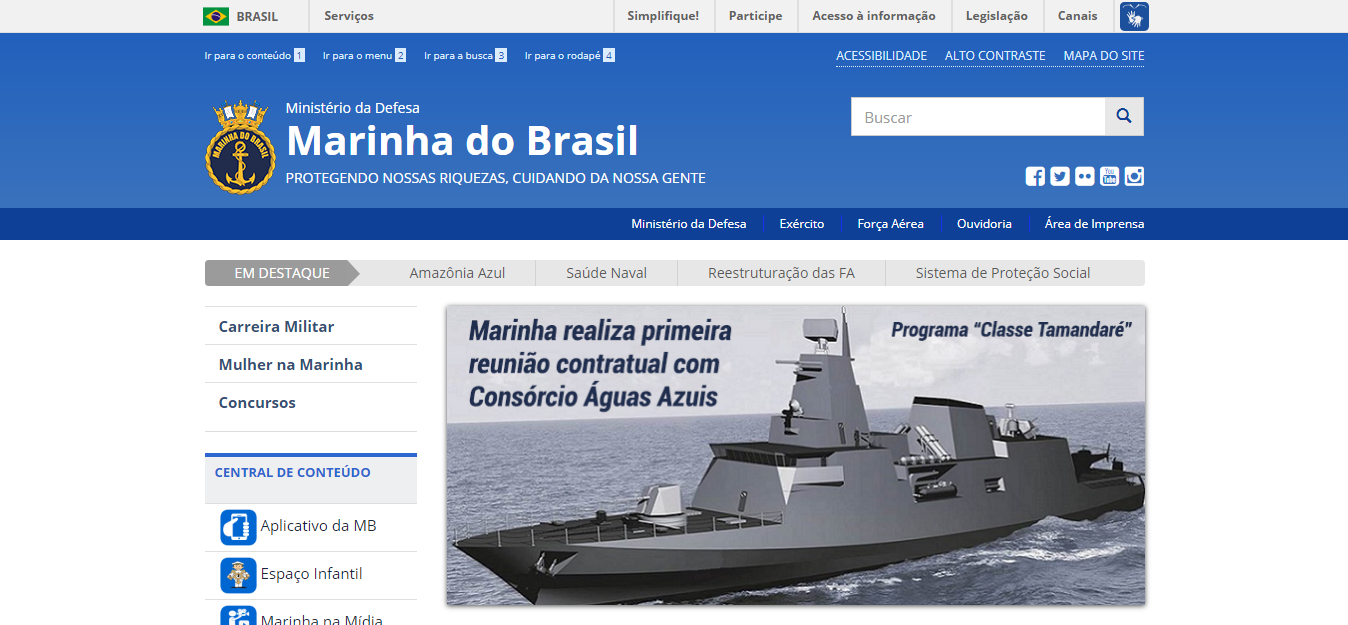 BRASIL Serviços Simplifique! Participe Acesso à informação Legislação Canais
Ir para o conteúdo 1 Ir para o menu 2 Ir para a busca 3 Ir para o rodapé 4 ACESSIBILIDADE ALTO CONTRASTE MAPA DO SITE
Ministério da Defesa
Marinha do Brasil
PROTEGENDO NOSSAS RIQUEZAS, CUIDANDO DA NOSSA GENTE
MARINHA DO BRASIL
Buscar
You
Tube
Ministério da Defesa Exército Força Aérea Ouvidoria Área de Imprensa
EM DESTAQUE Amazônia Azul Saúde Naval Reestruturação das FA Sistema de Proteção Social
Carreira Militar
Mulher na Marinha
Concursos
CENTRAL DE CONTEÚDO
Aplicativo da MB
Espaço Infantil
Marinha na Mídia
Marinha realiza primeira
reunião contratual com
Consórcio Águas Azuis
Programa “Classe Tamandaré”